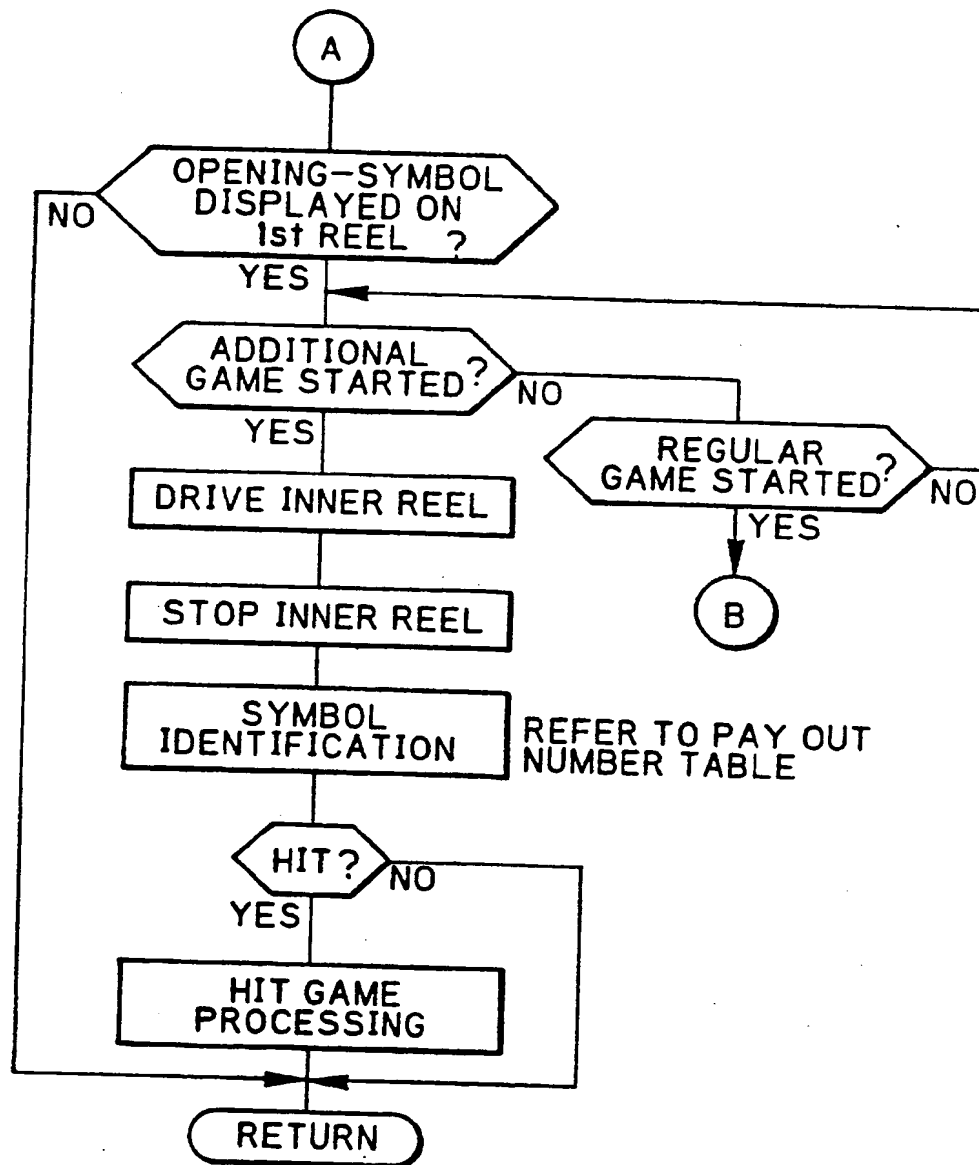 A
OPENING-SYMBOL
DISPLAYED ON
1st REEL ?
NO
YES
ADDITIONAL
GAME STARTED?
NO
YES
REGULAR
GAME STARTED?
NO
YES
DRIVE INNER REEL
B
STOP INNER REEL
SYMBOL
IDENTIFICATION
REFER TO PAY OUT
NUMBER TABLE
HIT?
NO
YES
HIT GAME
PROCESSING
RETURN